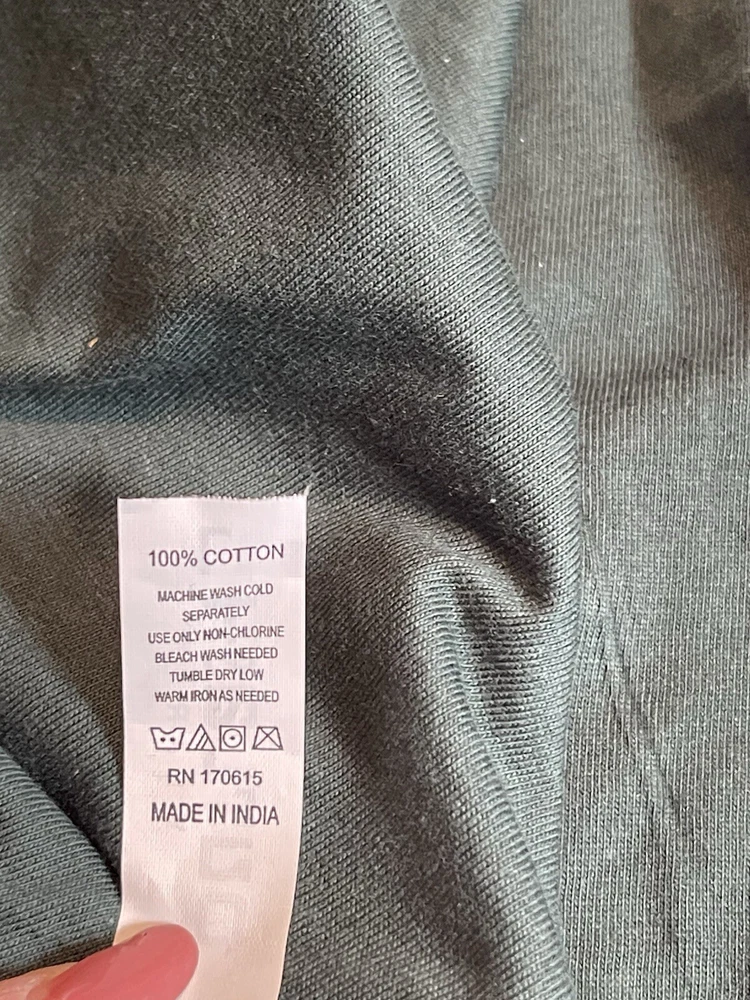 100% COTTON
MACHINE WASH COLD
SEPARATELY
USE ONLY NON-CHLORINE
BLEACH WASH NEEDED
TUMBLE DRY LOW
WARM IRON AS NEEDED
RN 170615
MADE IN INDIA